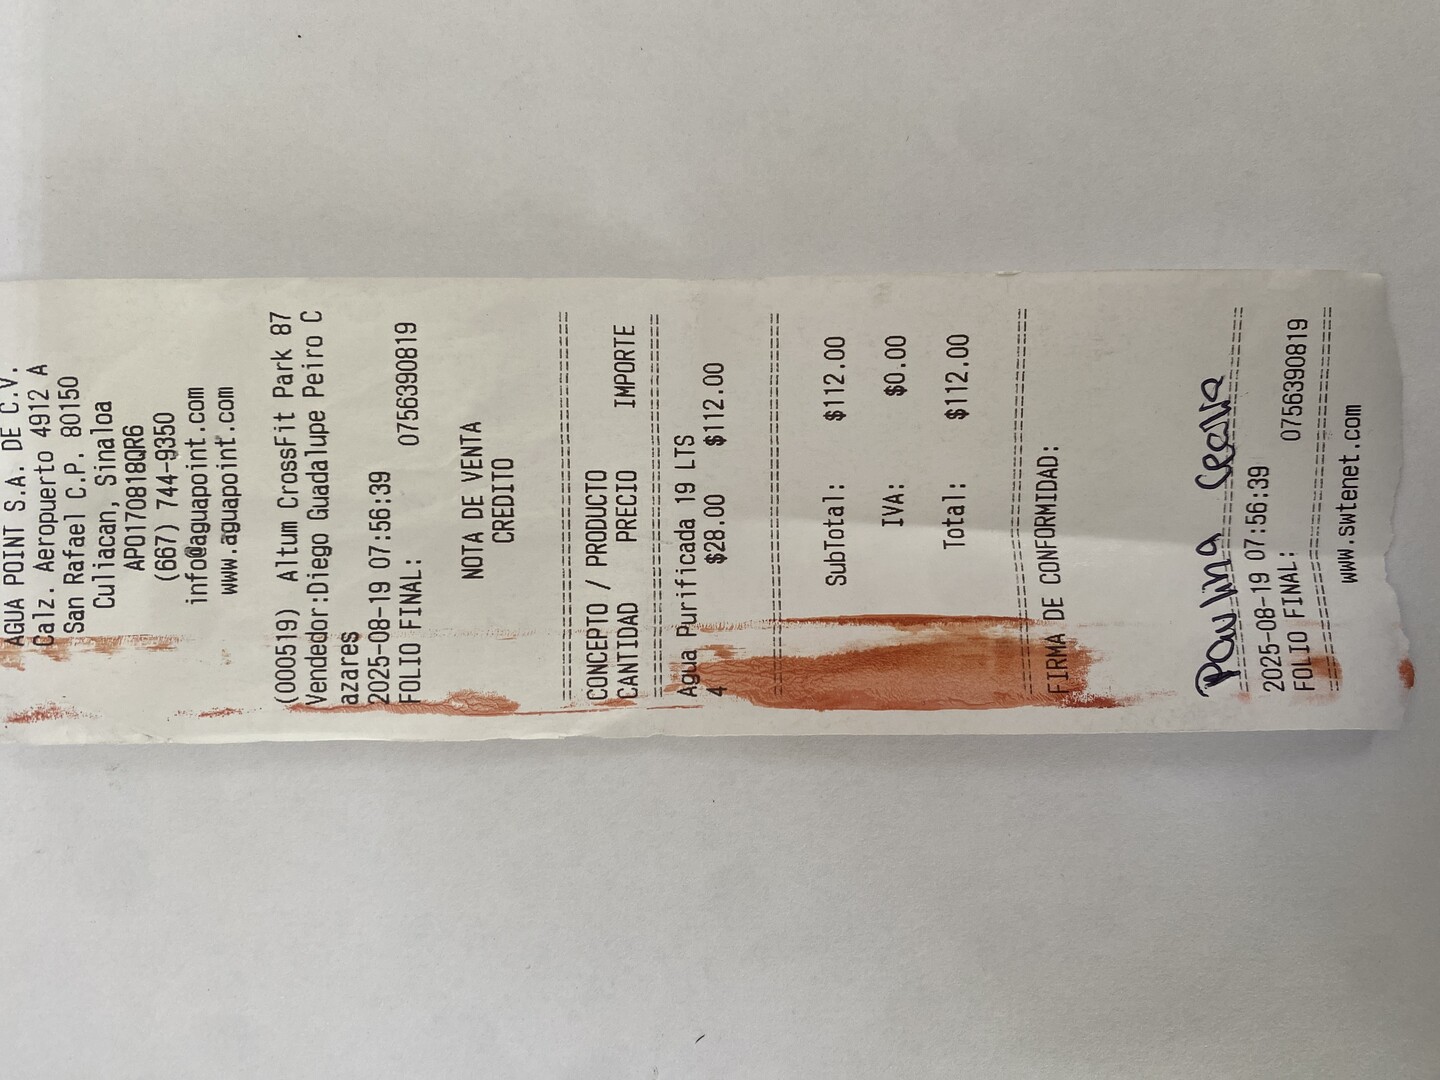 AGUA POINT S.A. DE C.V.
Calz. Aeropuerto 4912 A
San Rafael C.P. 80150
Culiacan, Sinaloa
APO170818QR6
(667) 744-9350
info@aguapoint.com
www.aguapoint.com
(000519) Altum CrossFit Park 87
Vendedor:Diego Guadalupe Peiro C
azares
2025-08-19 07:56:39
FOLIO FINAL: 0756390819
NOTA DE VENTA
CREDITO
================================
CONCEPTO / PRODUCTO
CANTIDAD PRECIO IMPORTE
================================
Agua Purificada 19 LTS
4 $28.00 $112.00
================================
SubTotal: $112.00
IVA: $0.00
Total: $112.00
================================
FIRMA DE CONFORMIDAD:
Paulina
================================
2025-08-19 07:56:39
FOLIO FINAL: 0756390819
================================
www.swtenet.com